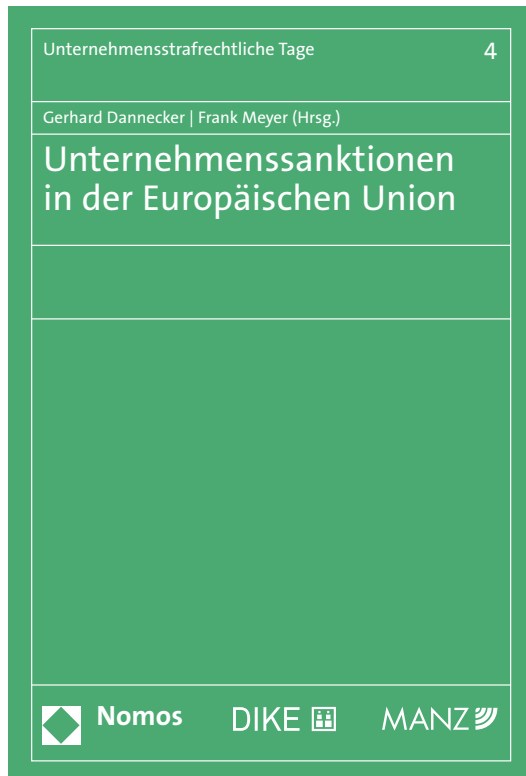 Unternehmensstrafrechtliche Tage 4
Gerhard Dannecker | Frank Meyer (Hrsg.)
Unternehmenssanktionen
in der Europäischen Union
Nomos DIKE MANZ